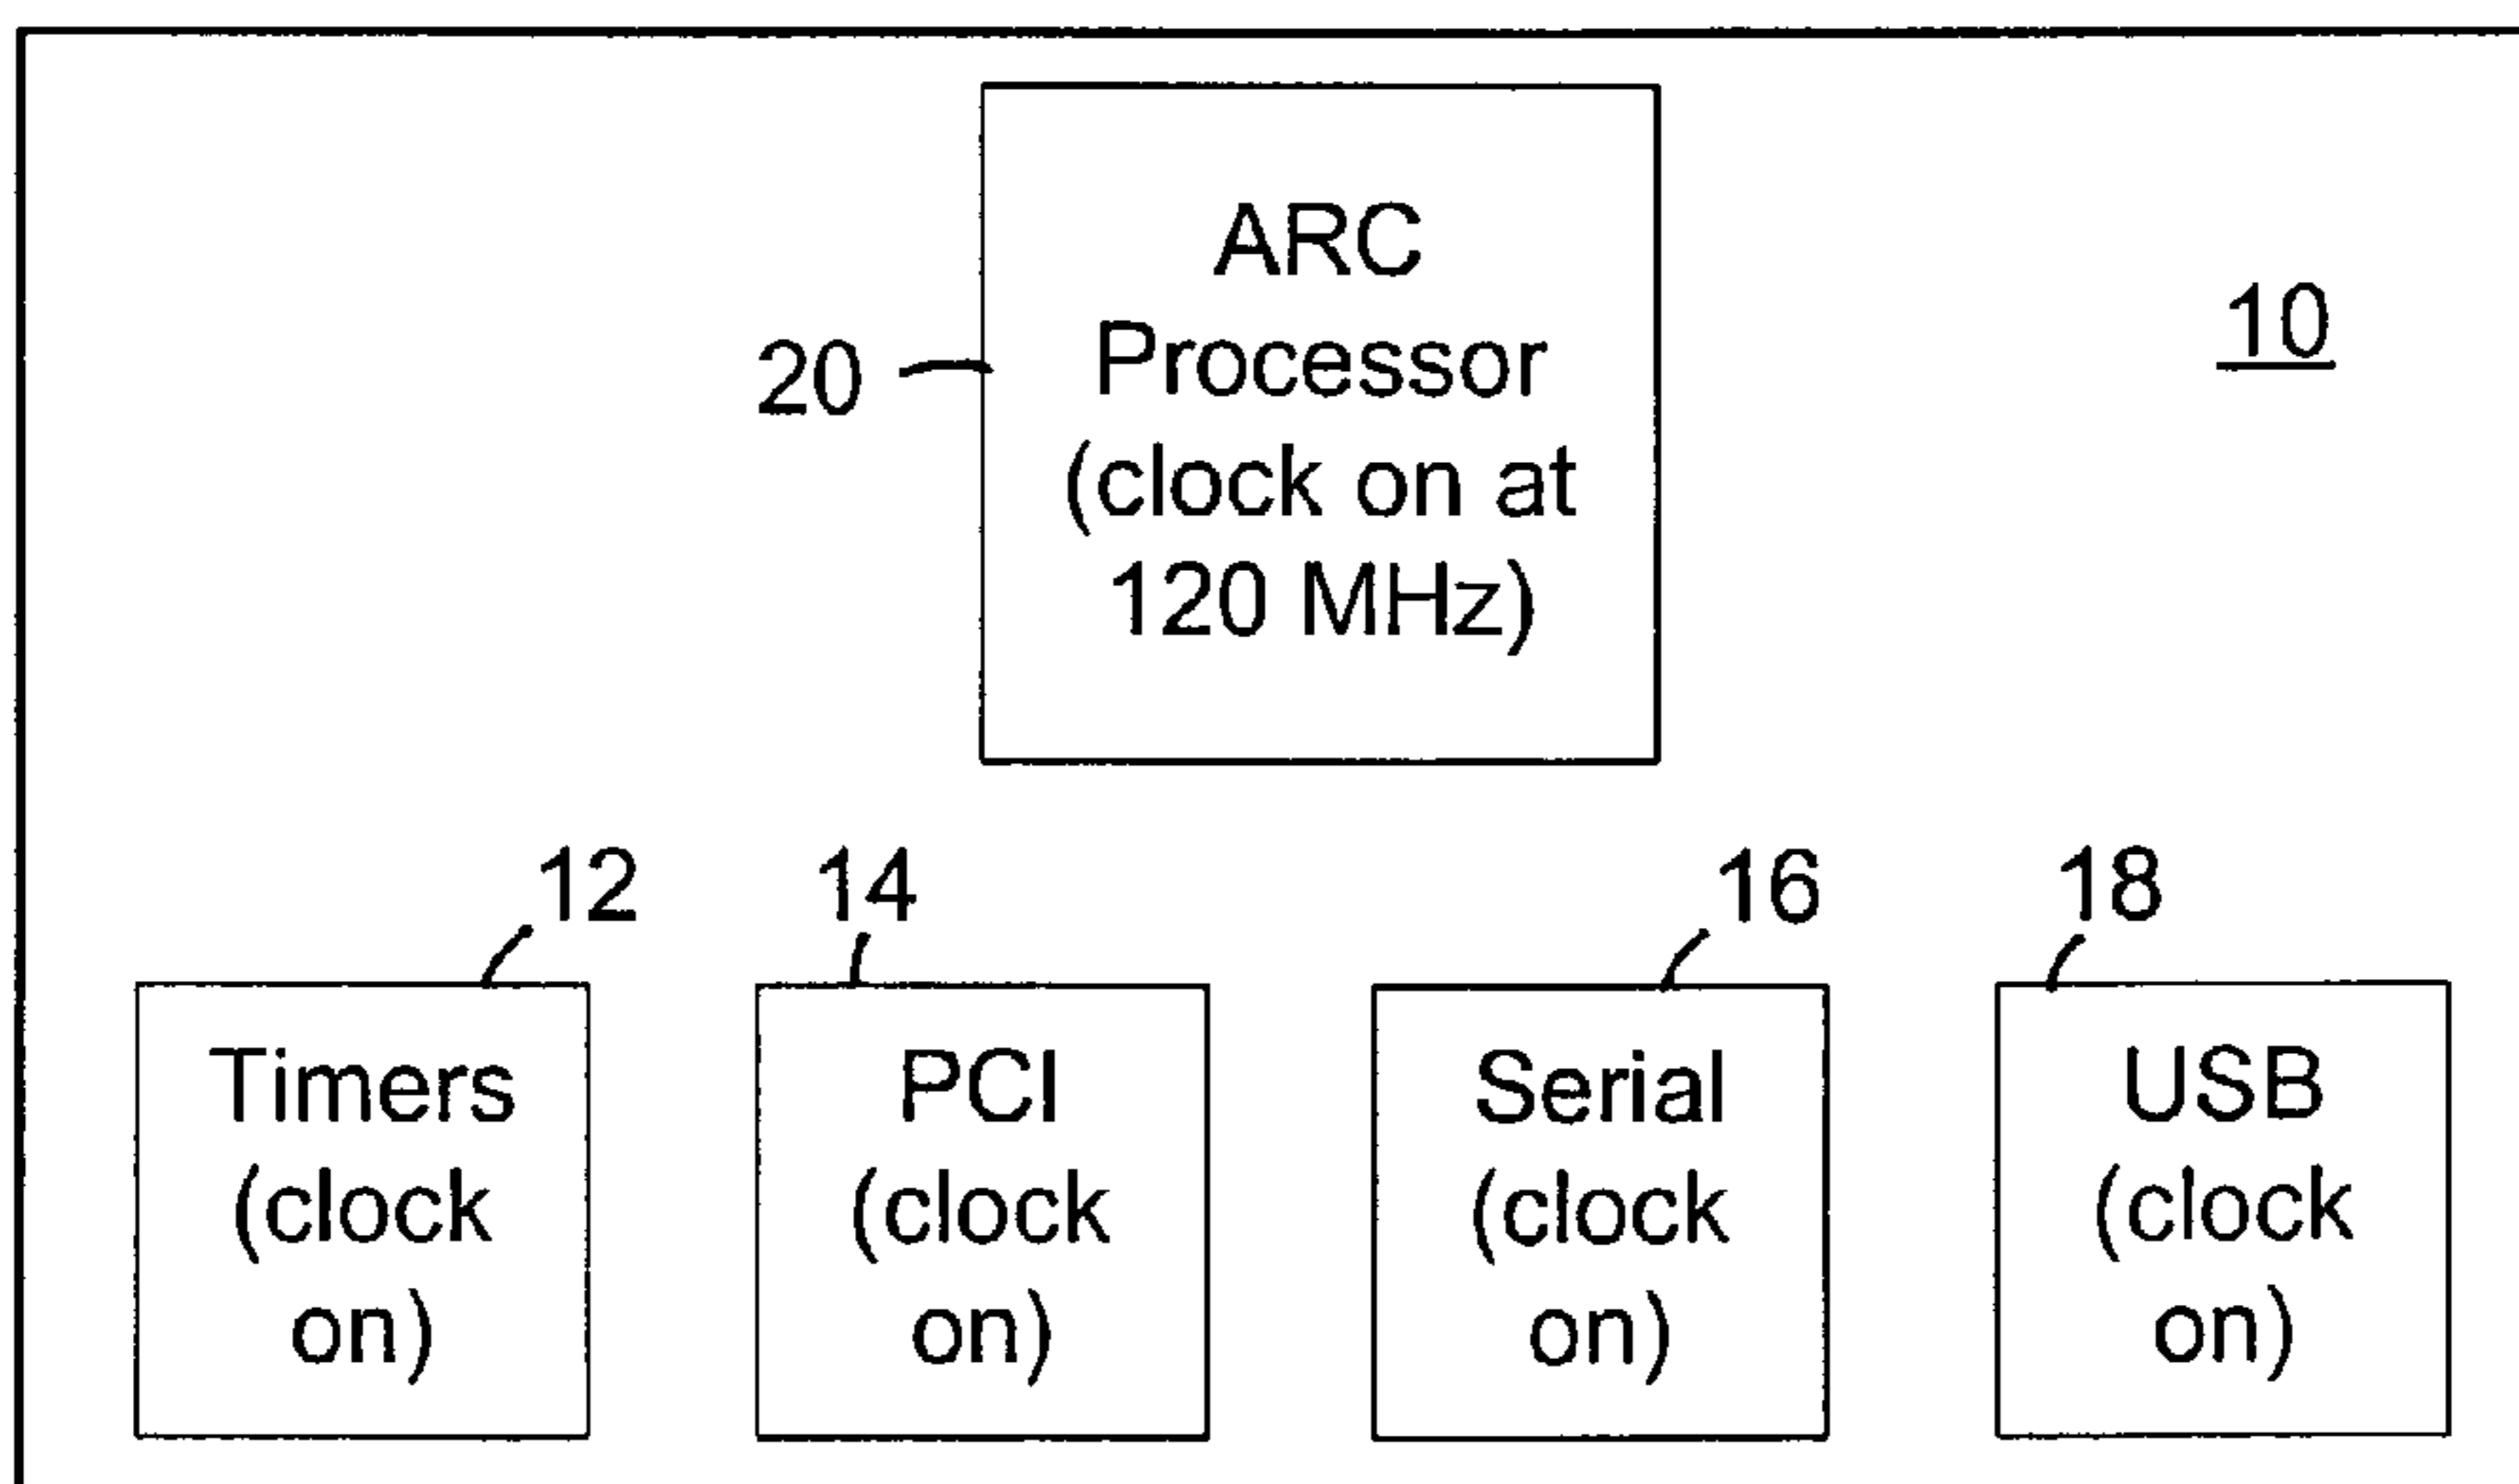 ARC
Processor
(clock on at
120 MHz)
20
10
12
14
16
18
Timers
(clock
on)
PCI
(clock
on)
Serial
(clock
on)
USB
(clock
on)